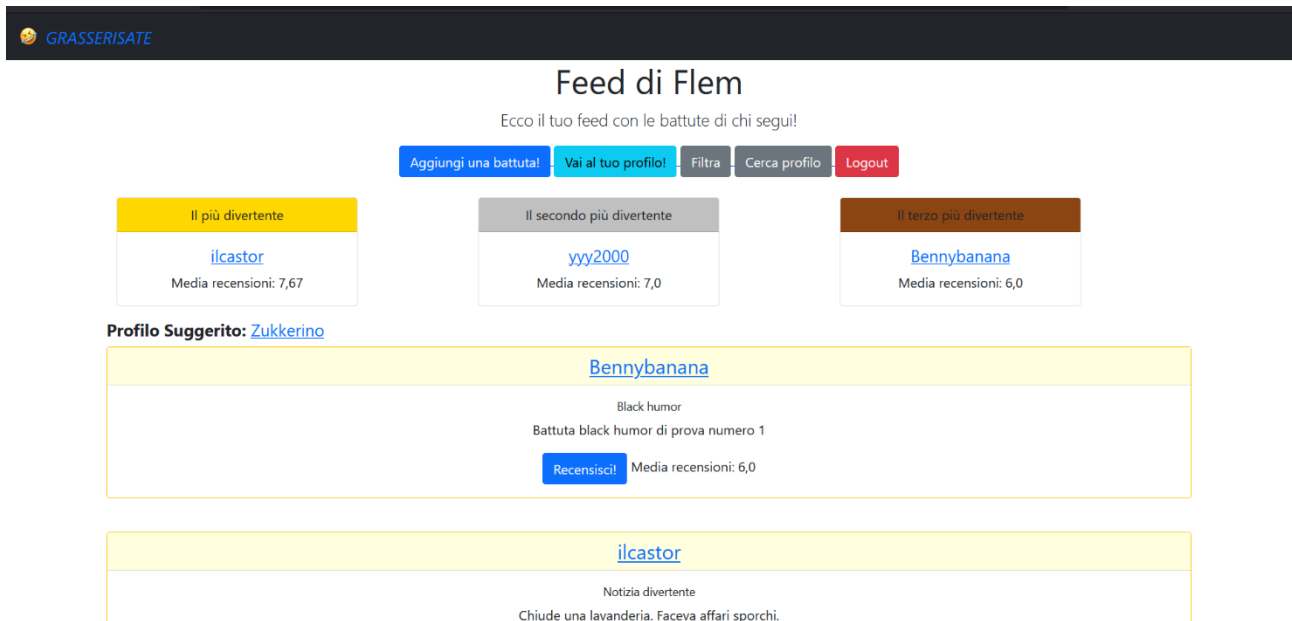 GRASSERISATE
Feed di Flem
Ecco il tuo feed con le battute di chi segui!
Aggiungi una battuta! Vai al tuo profilo! Filtra Cerca profilo Logout
Il più divertente
ilcastor
Media recensioni: 7,67
Il secondo più divertente
yyy2000
Media recensioni: 7,0
Il terzo più divertente
Bennybanana
Media recensioni: 6,0
Profilo Suggerito: Zukkerino
Bennybanana
Black humor
Battuta black humor di prova numero 1
Recensisci! Media recensioni: 6,0
ilcastor
Notizia divertente
Chiude una lavanderia. Faceva affari sporchi.